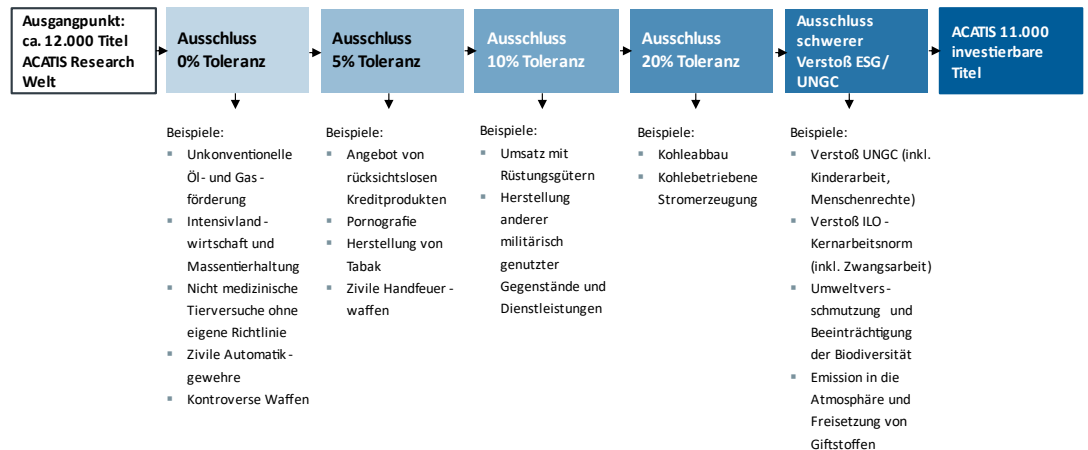 Ausgangpunkt:
ca. 12.000 Titel
ACATIS Research
Welt
Ausschluss
0% Toleranz
Ausschluss
5% Toleranz
Ausschluss
10% Toleranz
Ausschluss
20% Toleranz
Ausschluss
schwerer
Verstoß ESG/
UNGC
ACATIS 11.000
investierbare
Titel
Beispiele:
Unkonventionelle
Öl- und Gas -
förderung
Intensivland -
wirtschaft und
Massentierhaltung
Nicht medizinische
Tierversuche ohne
eigene Richtlinie
Zivile Automatik -
gewehre
Kontroverse Waffen
Beispiele:
Angebot von
rücksichtslosen
Kreditprodukten
Pornografie
Herstellung von
Tabak
Zivile Handfeuer -
waffen
Beispiele:
Umsatz mit
Rüstungsgütern
Herstellung
anderer
militärisch
genutzter
Gegenstände und
Dienstleistungen
Beispiele:
Kohleabbau
Kohlebetriebene
Stromerzeugung
Beispiele:
Verstoß UNGC (inkl.
Kinderarbeit,
Menschenrechte)
Verstoß ILO -
Kernarbeitsnorm
(inkl. Zwangsarbeit)
Umweltvers-
schmutzung und
Beeinträchtigung
der Biodiversität
Emission in die
Atmosphäre und
Freisetzung von
Giftstoffen